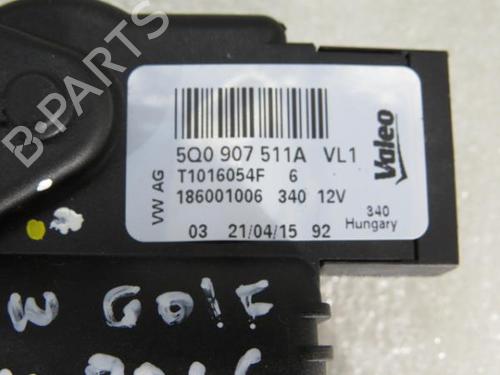 B-PARTS
5Q0 907 511A VL1
VW AG
T1016054F 6
186001006 340 12V
03 21/04/15 92
Valeo
340
Hungary
W GOLF